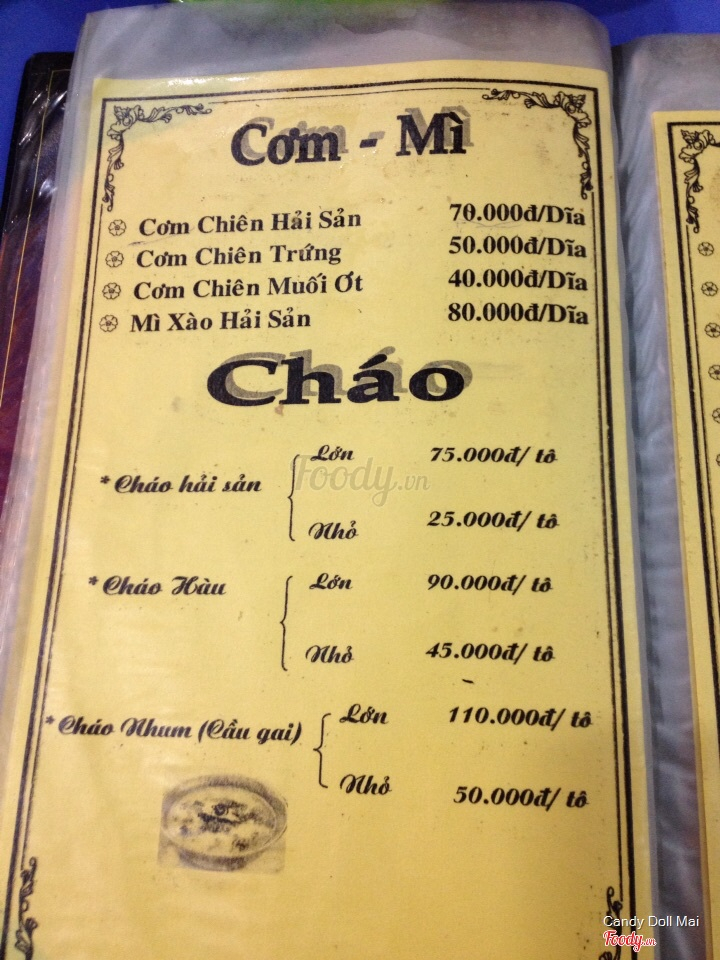 Cơm - Mì
Cơm Chiên Hải Sản 70.000đ/Dĩa
Cơm Chiên Trứng 50.000đ/Dĩa
Cơm Chiên Muối Ớt 40.000đ/Dĩa
Mì Xào Hải Sản 80.000đ/Dĩa
Cháo
Lớn 75.000đ/ tô
* Cháo hải sản
Foody.vn
Nhỏ 25.000đ/ tô
* Cháo Hàu Lớn 90.000đ/ tô
Nhỏ 45.000đ/ tô
* Cháo Nhum (Cầu gai) Lớn 110.000đ/ tô
Nhỏ 50.000đ/ tô
Candy Doll Mai
Foody.vn